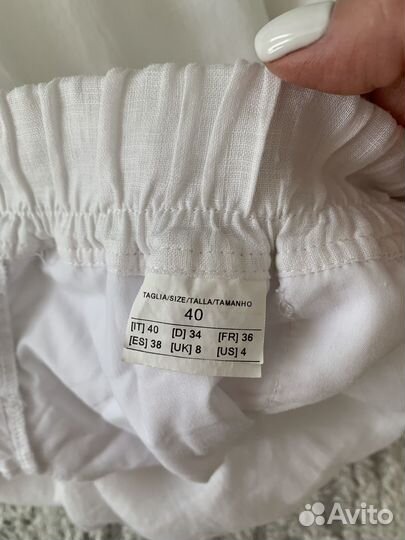 TAGLIA/SIZE/TALLA/TAMANHO
40
[IT] 40 [D] 34 [FR] 36
[ES] 38 [UK] 8 [US] 4
Avito